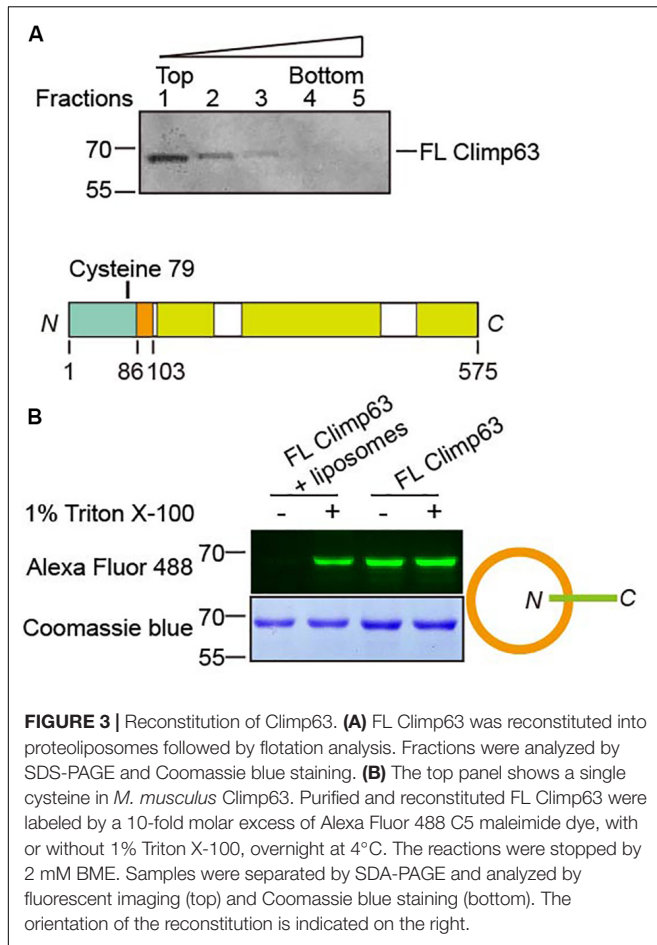 A
Top Bottom
Fractions 1 2 3 4 5
70
FL Climp63
55
Cysteine 79
N C
1 86 103 575
B
FL Climp63
+ liposomes
FL Climp63
1% Triton X-100 - + - +
Alexa Fluor 488 70
N C
Coomassie blue 70
55
FIGURE 3 | Reconstitution of Climp63. (A) FL Climp63 was reconstituted into
proteoliposomes followed by flotation analysis. Fractions were analyzed by
SDS-PAGE and Coomassie blue staining. (B) The top panel shows a single
cysteine in M. musculus Climp63. Purified and reconstituted FL Climp63 were
labeled by a 10-fold molar excess of Alexa Fluor 488 C5 maleimide dye, with
or without 1% Triton X-100, overnight at 4°C. The reactions were stopped by
2 mM BME. Samples were separated by SDA-PAGE and analyzed by
fluorescent imaging (top) and Coomassie blue staining (bottom). The
orientation of the reconstitution is indicated on the right.